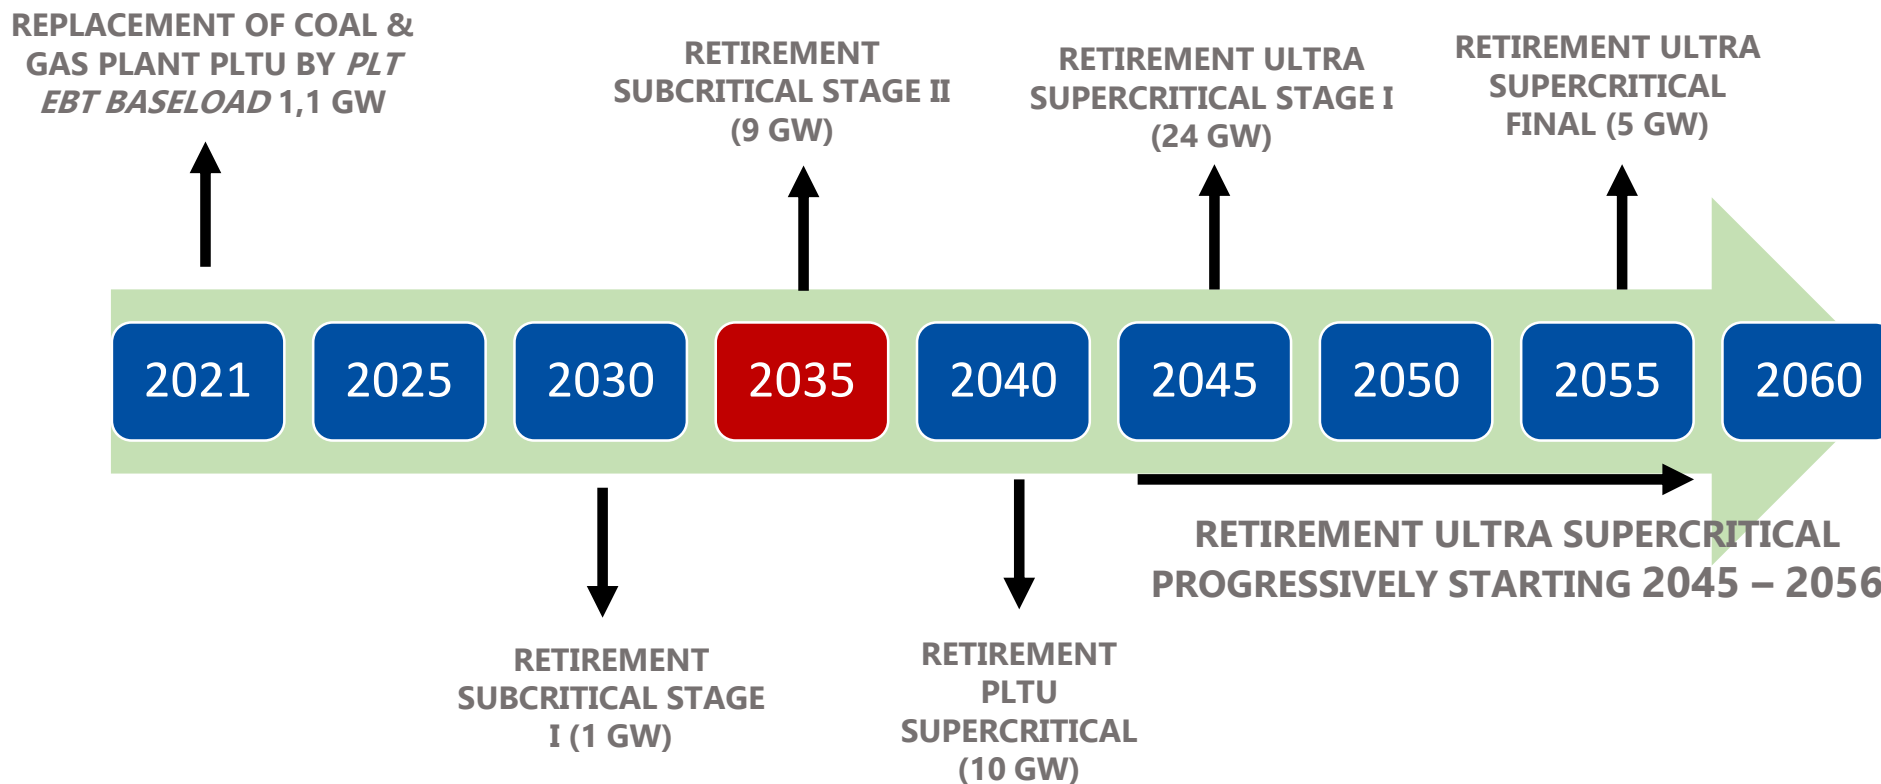 REPLACEMENT OF COAL &
GAS PLANT PLTU BY PLT
EBT BASELOAD 1,1 GW
RETIREMENT
SUBCRITICAL STAGE II
(9 GW)
RETIREMENT ULTRA
SUPERCRITICAL STAGE I
(24 GW)
RETIREMENT ULTRA
SUPERCRITICAL
FINAL (5 GW)
2021
2025
2030
2035
2040
2045
2050
2055
2060
RETIREMENT ULTRA SUPERCRITICAL
PROGRESSIVELY STARTING 2045 – 2056
RETIREMENT
SUBCRITICAL STAGE
I (1 GW)
RETIREMENT
PLTU
SUPERCRITICAL
(10 GW)